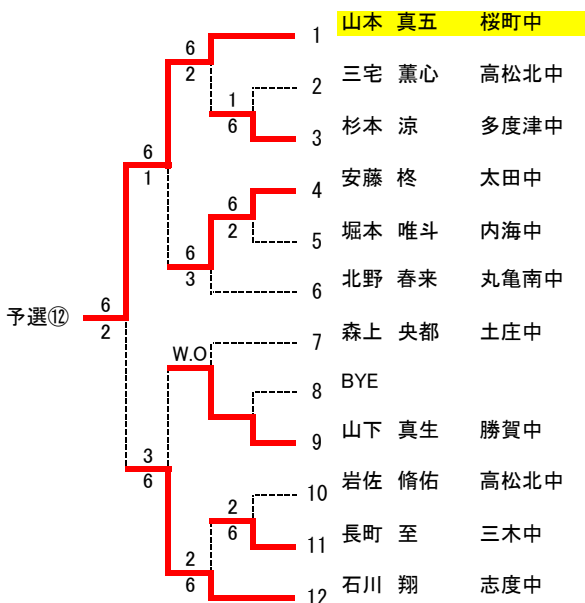 1 山本 真五 桜町中
6
2
2 三宅 薫心 高松北中
1
6
3 杉本 涼 多度津中
6
1
4 安藤 柊 太田中
6
2
5 堀本 唯斗 内海中
6
3
6 北野 春来 丸亀南中
予選⑫
6
2
7 森上 央都 土庄中
W.O
8 BYE
9 山下 真生 勝賀中
3
6
10 岩佐 脩佑 高松北中
2
6
11 長町 至 三木中
2
6
12 石川 翔 志度中